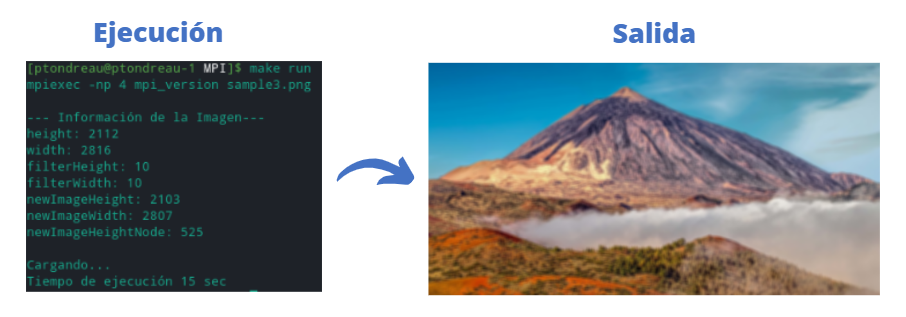 Ejecución
Salida
[ptondreau@ptondreau-1 MPI]$ make run
mpiexec -np 4 mpi_version sample3.png
--- Información de la Imagen---
height: 2112
width: 2816
filterHeight: 10
filterWidth: 10
newImageHeight: 2103
newImageWidth: 2807
newImageHeightNode: 525
Cargando...
Tiempo de ejecución 15 sec